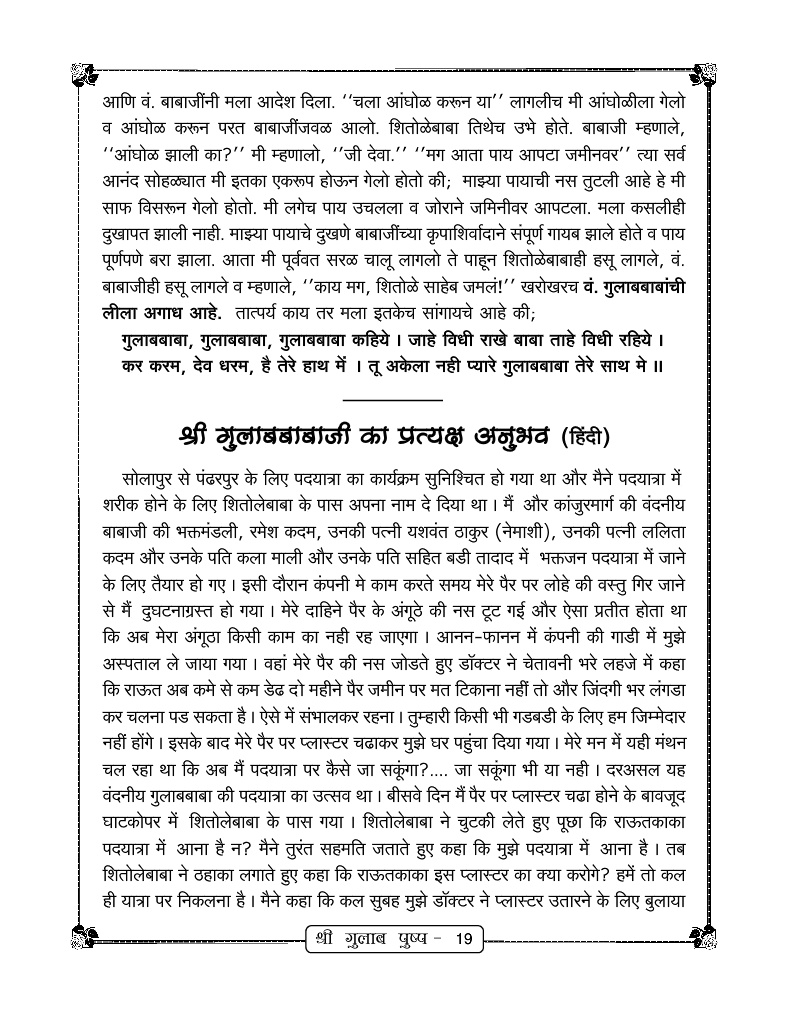 आणि वं. बाबाजींनी मला आदेश दिला. ‘‘चला आंघोळ करून या’’ लागलीच मी आंघोळीला गेलो
व आंघोळ करून परत बाबाजींजवळ आलो. शितोळेबाबा तिथेच उभे होते. बाबाजी म्हणाले,
‘‘आंघोळ झाली का?’’ मी म्हणालो, ‘‘जी देवा.’’ ‘‘मग आता पाय आपटा जमीनवर’’ त्या सर्व
आनंद सोहळ्यात मी इतका एकरूप होऊन गेलो होतो की; माझ्या पायाची नस तुटली आहे हे मी
साफ विसरून गेलो होतो. मी लगेच पाय उचलला व जोराने जमिनीवर आपटला. मला कसलीही
दुखापत झाली नाही. माझ्या पायाचे दुखणे बाबाजींच्या कृपाशिर्वादाने संपूर्ण गायब झाले होते व पाय
पूर्णपणे बरा झाला. आता मी पूर्ववत सरळ चालू लागलो ते पाहून शितोळेबाबाही हसू लागले, वं.
बाबाजीही हसू लागले व म्हणाले, ‘‘काय मग, शितोळे साहेब जमलं!’’ खरोखरच वं. गुलाबबाबांची
लीला अगाध आहे. तात्पर्य काय तर मला इतकेच सांगायचे आहे की;
गुलाबबाबा, गुलाबबाबा, गुलाबबाबा कहिये । जाहे विधी राखे बाबा ताहे विधी रहिये ।
कर करम, देव धरम, है तेरे हाथ में । तू अकेला नही प्यारे गुलाबबाबा तेरे साथ मे ॥
श्री गुलाबबाबाजी का प्रत्यक्ष अनुभव (हिंदी)
सोलापुर से पंढरपुर के लिए पदयात्रा का कार्यक्रम सुनिश्चित हो गया था और मैने पदयात्रा में
शरीक होने के लिए शितोलेबाबा के पास अपना नाम दे दिया था । मैं और कांजुरमार्ग की वंदनीय
बाबाजी की भक्तमंडली, रमेश कदम, उनकी पत्नी यशवंत ठाकुर (नेमाशी), उनकी पत्नी ललिता
कदम और उनके पति कला माली और उनके पति सहित बडी तादाद में भक्तजन पदयात्रा में जाने
के लिए तैयार हो गए । इसी दौरान कंपनी मे काम करते समय मेरे पैर पर लोहे की वस्तु गिर जाने
से मैं दुघटनाग्रस्त हो गया । मेरे दाहिने पैर के अंगूठे की नस टूट गई और ऐसा प्रतीत होता था
कि अब मेरा अंगूठा किसी काम का नही रह जाएगा । आनन-फानन में कंपनी की गाडी में मुझे
अस्पताल ले जाया गया । वहां मेरे पैर की नस जोडते हुए डॉक्टर ने चेतावनी भरे लहजे में कहा
कि राऊत अब कमे से कम डेढ दो महीने पैर जमीन पर मत टिकाना नहीं तो और जिंदगी भर लंगडा
कर चलना पड सकता है । ऐसे में संभालकर रहना । तुम्हारी किसी भी गडबडी के लिए हम जिम्मेदार
नहीं होंगे । इसके बाद मेरे पैर पर प्लास्टर चढाकर मुझे घर पहुंचा दिया गया । मेरे मन में यही मंथन
चल रहा था कि अब मैं पदयात्रा पर कैसे जा सकूंगा?.... जा सकूंगा भी या नही । दरअसल यह
वंदनीय गुलाबबाबा की पदयात्रा का उत्सव था । बीसवे दिन मैं पैर पर प्लास्टर चढा होने के बावजूद
घाटकोपर में शितोलेबाबा के पास गया । शितोलेबाबा ने चुटकी लेते हुए पूछा कि राऊतकाका
पदयात्रा में आना है न? मैने तुरंत सहमति जताते हुए कहा कि मुझे पदयात्रा में आना है । तब
शितोलेबाबा ने ठहाका लगाते हुए कहा कि राऊतकाका इस प्लास्टर का क्या करोगे? हमें तो कल
ही यात्रा पर निकलना है । मैने कहा कि कल सुबह मुझे डॉक्टर ने प्लास्टर उतारने के लिए बुलाया
श्री गुलाब पुष्प - 19